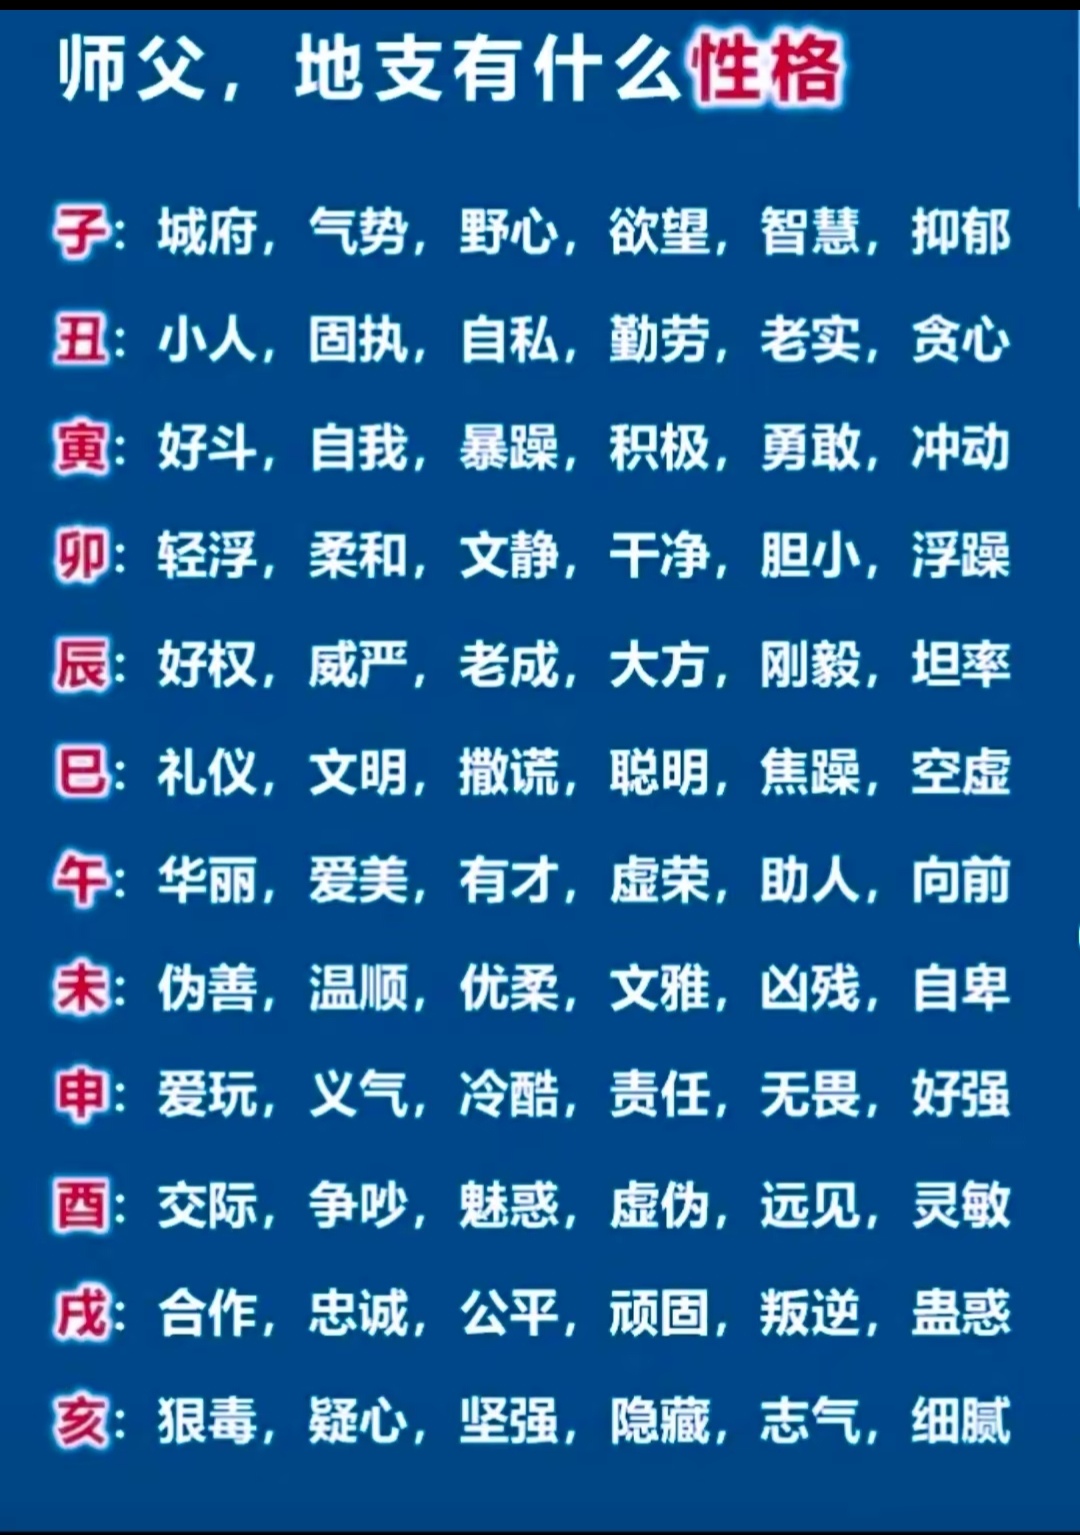 师父，地支有什么性格
子：城府，气势，野心，欲望，智慧，抑郁
丑：小人，固执，自私，勤劳，老实，贪心
寅：好斗，自我，暴躁，积极，勇敢，冲动
卯：轻浮，柔和，文静，干净，胆小，浮躁
辰：好权，威严，老成，大方，刚毅，坦率
巳：礼仪，文明，撒谎，聪明，焦躁，空虚
午：华丽，爱美，有才，虚荣，助人，向前
未：伪善，温顺，优柔，文雅，凶残，自卑
申：爱玩，义气，冷酷，责任，无畏，好强
酉：交际，争吵，魅惑，虚伪，远见，灵敏
戌：合作，忠诚，公平，顽固，叛逆，蛊惑
亥：狠毒，疑心，坚强，隐藏，志气，细腻